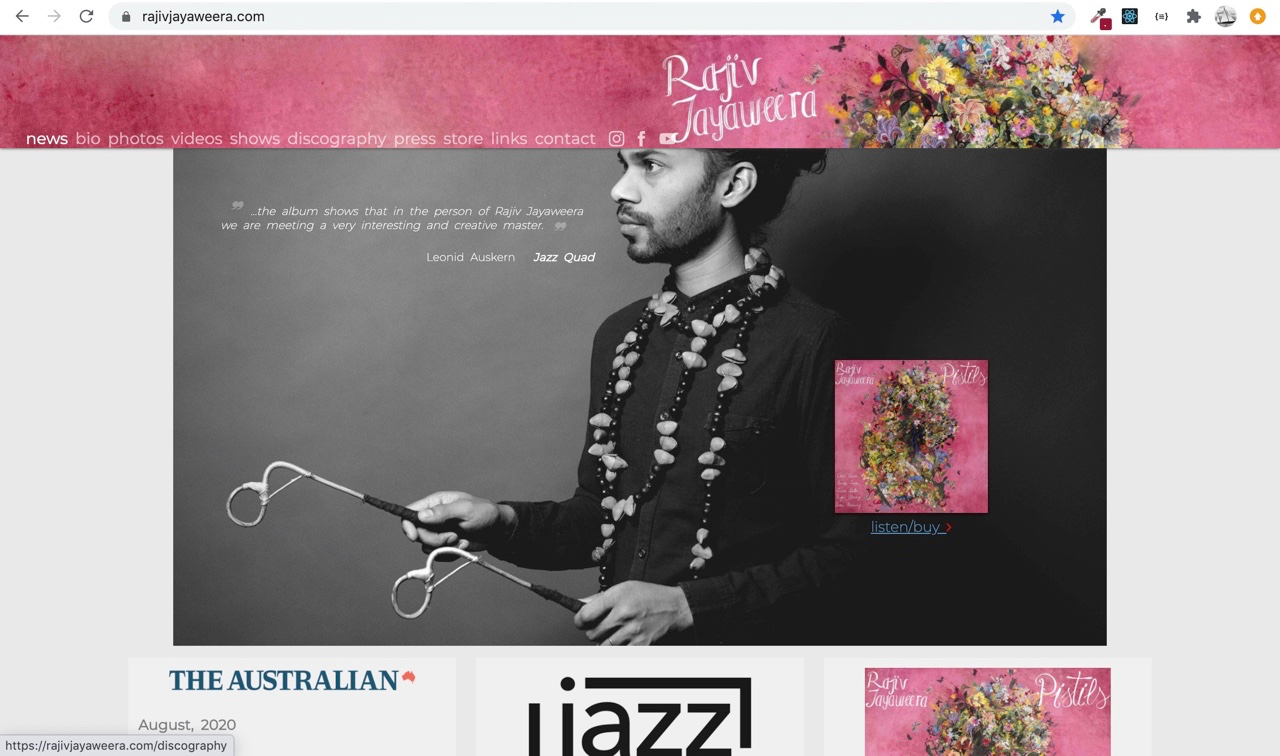 rajivjayaweera.com
Rajiv
Jayaweera
news bio photos videos shows discography press store links contact
...the album shows that in the person of Rajiv Jayaweera
we are meeting a very interesting and creative master.
Leonid Auskern Jazz Quad
Rajiv
Jayaweera
Pistils
listen/buy >
THE AUSTRALIAN
August, 2020
jazz
Rajiv
Jayaweera
Pistils
https://rajivjayaweera.com/discography